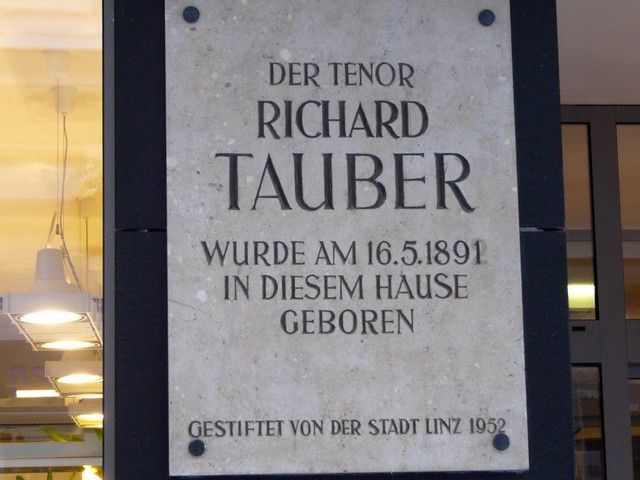 DER TENOR
RICHARD
TAUBER
WURDE AM 16.5.1891
IN DIESEM HAUSE
GEBOREN
GESTIFTET VON DER STADT LINZ 1952